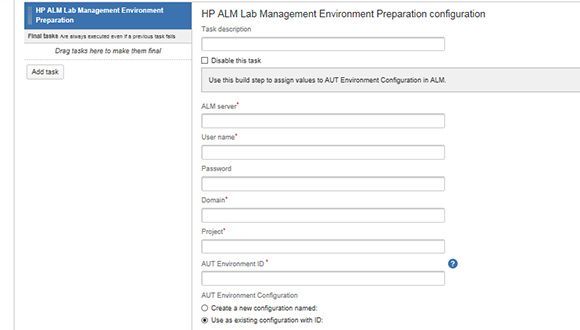 HP ALM Lab Management Environment
Preparation
Final tasks Are always executed even if a previous task fails
Drag tasks here to make them final
Add task
HP ALM Lab Management Environment Preparation configuration
Task description
Disable this task
Use this build step to assign values to AUT Environment Configuration in ALM.
ALM server*
User name*
Password
Domain*
Project*
AUT Environment ID *
?
AUT Environment Configuration
Create a new configuration named:
Use as existing configuration with ID: